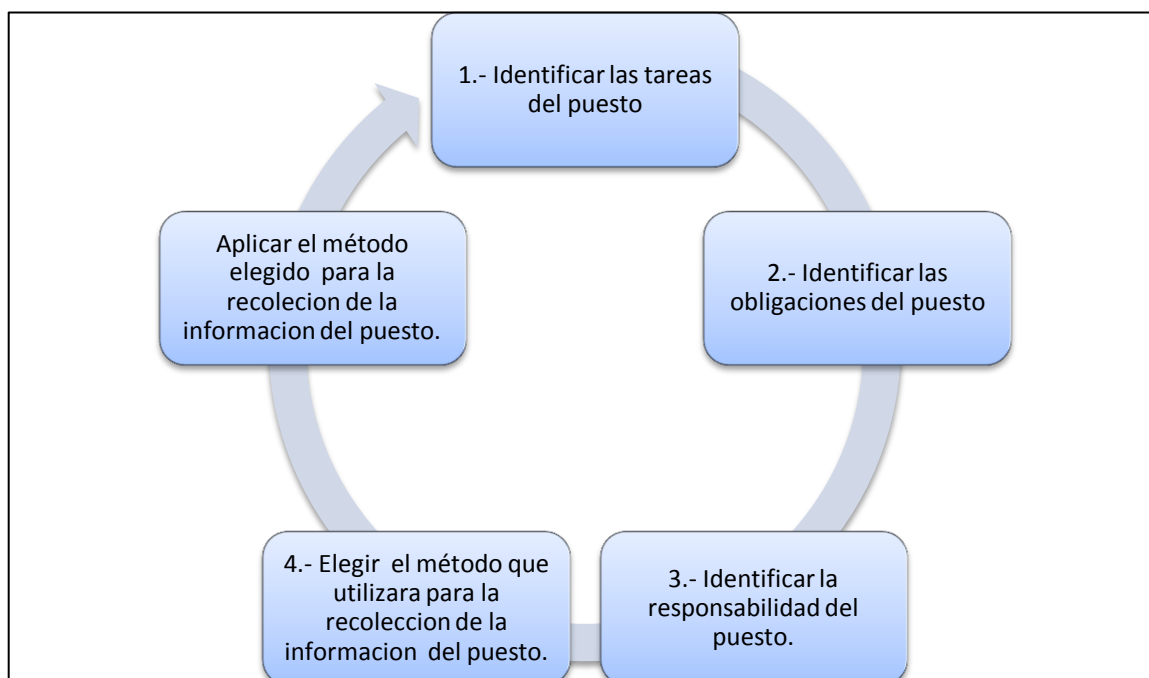 1.- Identificar las tareas
del puesto
2.- Identificar las
obligaciones del puesto
3.- Identificar la
responsabilidad del
puesto.
4.- Elegir el método que
utilizara para la
recoleccion de la
informacion del puesto.
Aplicar el método
elegido para la
recolecion de la
informacion del puesto.